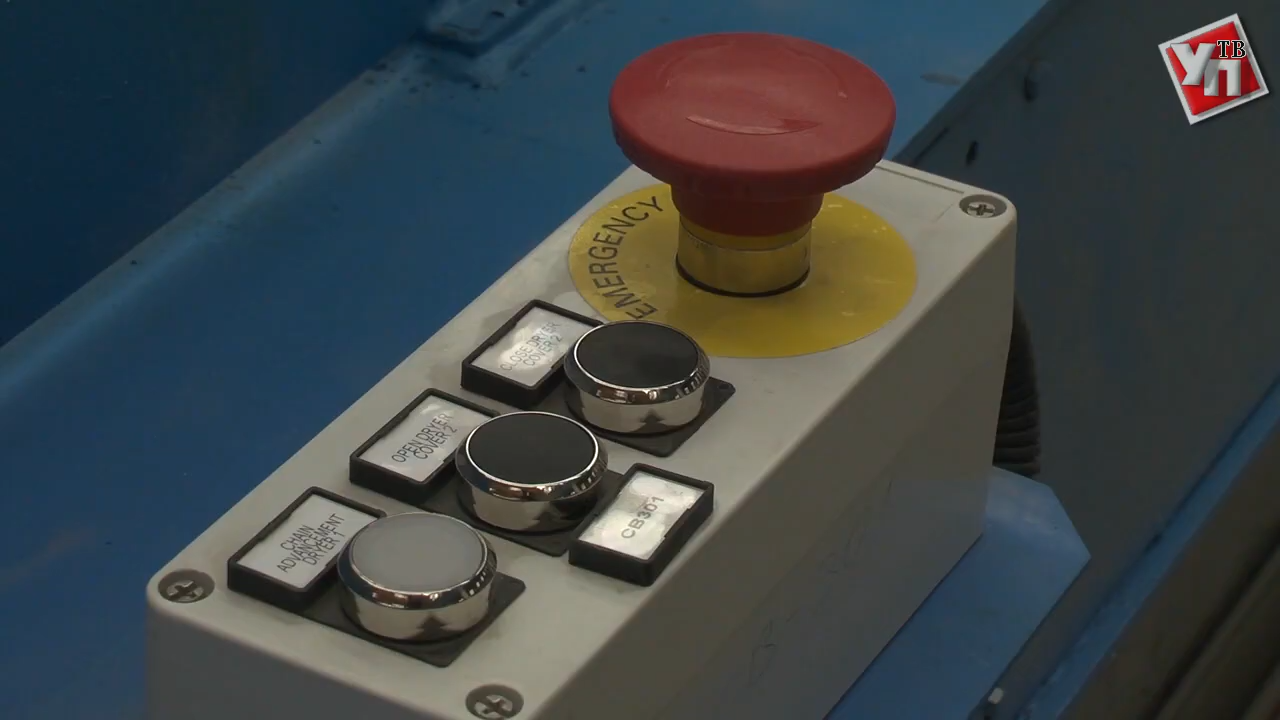 УП
ТВ
EMERGENCY
CLOSE DRYER
COVER 2
OPEN DRYER
COVER 2
CB301
CHAIN
ADVANCEMENT
DRYER 1